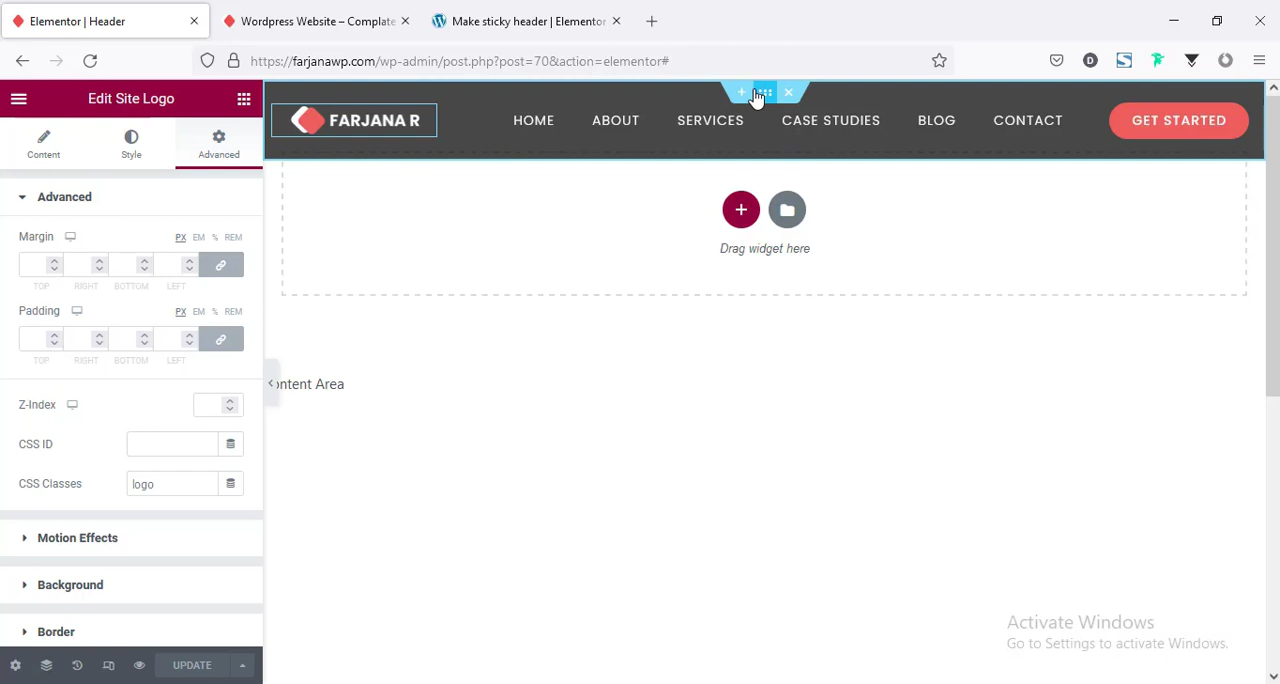 Elementor | Header
Wordpress Website – Complate
Make sticky header | Elementor
https://farjanawp.com/wp-admin/post.php?post=70&action=elementor#
Edit Site Logo
Content
Style
Advanced
FARJANA R
HOME
ABOUT
SERVICES
CASE STUDIES
BLOG
CONTACT
GET STARTED
Advanced
Margin
PX EM % REM
TOP RIGHT BOTTOM LEFT
Padding
PX EM % REM
TOP RIGHT BOTTOM LEFT
Z-Index
CSS ID
CSS Classes
logo
Motion Effects
Background
Border
UPDATE
Drag widget here
ontent Area
Activate Windows
Go to Settings to activate Windows.